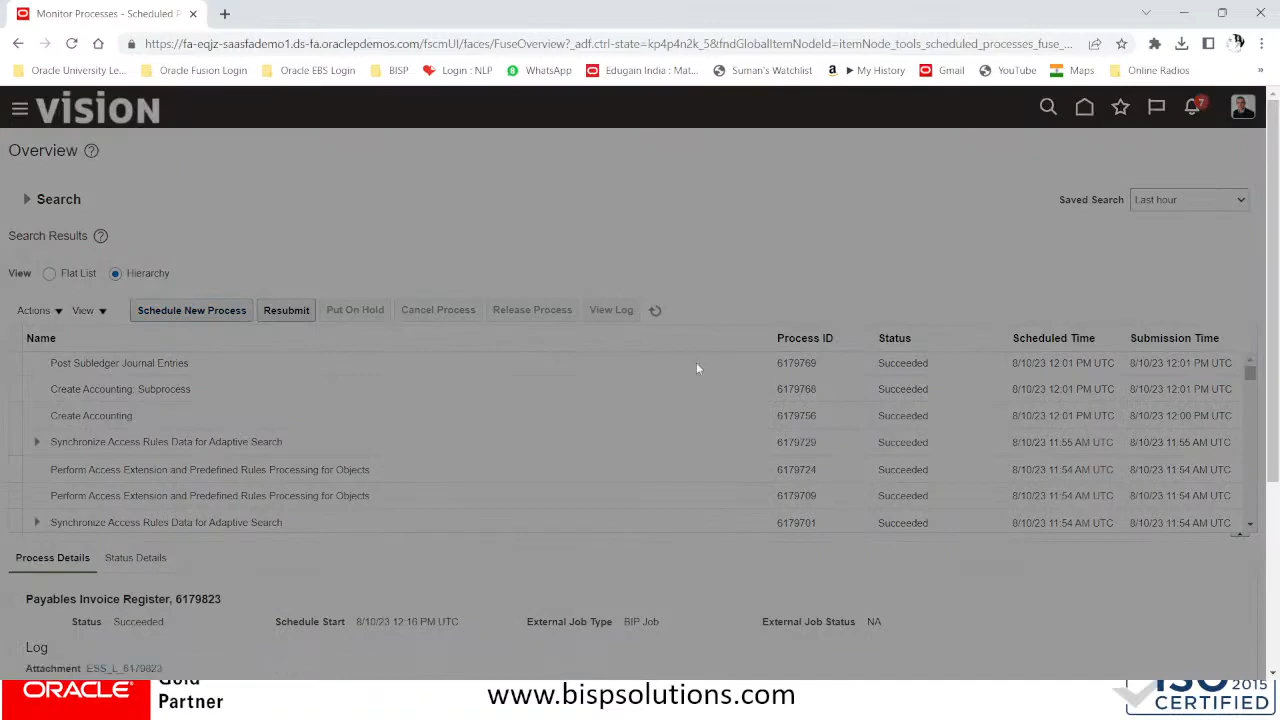 Monitor Processes - Scheduled P
https://fa-eqjz-saasfademo1.ds-fa.oraclepdemos.com/fscmUI/faces/FuseOverview?_adf.ctrl-state=kp4p4n2k_5&fndGlobalItemNodeId=itemNode_tools_scheduled_processes_fuse_...
Oracle University Le... Oracle Fusion Login Oracle EBS Login BISP Login : NLP WhatsApp Edugain India : Mat... Suman's Watchlist My History Gmail YouTube Maps Online Radios »
VISION 7
Overview
Search Saved Search Last hour
Search Results
View Flat List Hierarchy
Actions View Schedule New Process Resubmit Put On Hold Cancel Process Release Process View Log
Name Process ID Status Scheduled Time Submission Time
Post Subledger Journal Entries 6179769 Succeeded 8/10/23 12:01 PM UTC 8/10/23 12:01 PM UTC
Create Accounting: Subprocess 6179768 Succeeded 8/10/23 12:01 PM UTC 8/10/23 12:01 PM UTC
Create Accounting 6179756 Succeeded 8/10/23 12:01 PM UTC 8/10/23 12:00 PM UTC
Synchronize Access Rules Data for Adaptive Search 6179729 Succeeded 8/10/23 11:55 AM UTC 8/10/23 11:55 AM UTC
Perform Access Extension and Predefined Rules Processing for Objects 6179724 Succeeded 8/10/23 11:54 AM UTC 8/10/23 11:54 AM UTC
Perform Access Extension and Predefined Rules Processing for Objects 6179709 Succeeded 8/10/23 11:54 AM UTC 8/10/23 11:54 AM UTC
Synchronize Access Rules Data for Adaptive Search 6179701 Succeeded 8/10/23 11:54 AM UTC 8/10/23 11:54 AM UTC
Process Details Status Details
Payables Invoice Register, 6179823
Status Succeeded Schedule Start 8/10/23 12:16 PM UTC External Job Type BIP Job External Job Status NA
Log
Attachment ESS_L_6179823
ORACLE Gold
Partner
www.bispsolutions.com
ISO 2015
CERTIFIED